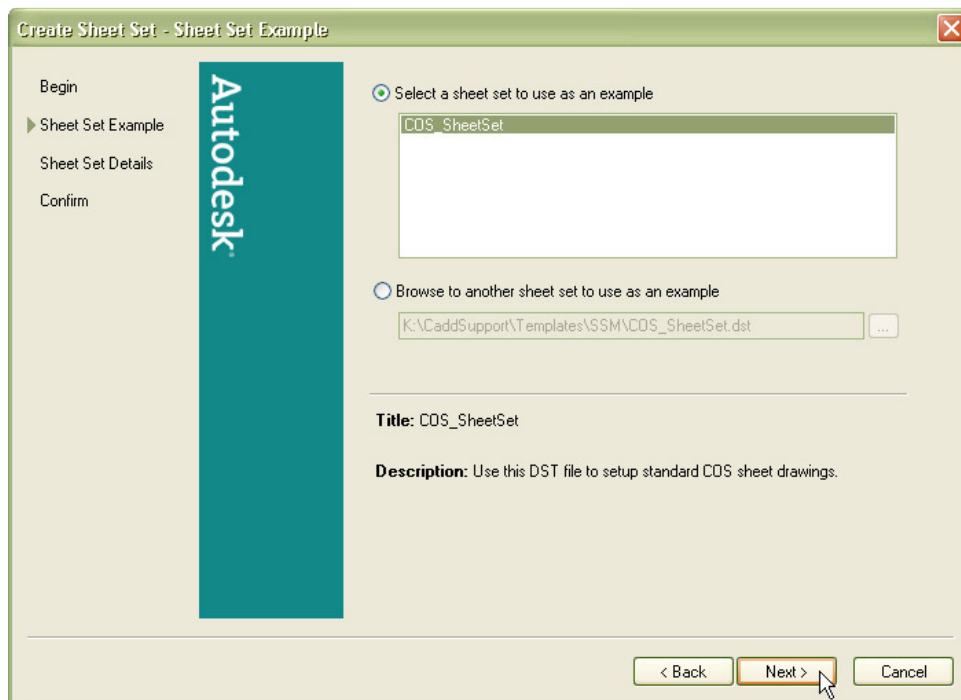 Create Sheet Set - Sheet Set Example
Begin
Sheet Set Example
Sheet Set Details
Confirm
Autodesk®
Select a sheet set to use as an example
COS_SheetSet
Browse to another sheet set to use as an example
K:\CaddSupport\Templates\SSM\COS_SheetSet.dst
...
Title: COS_SheetSet
Description: Use this DST file to setup standard COS sheet drawings.
< Back
Next >
Cancel